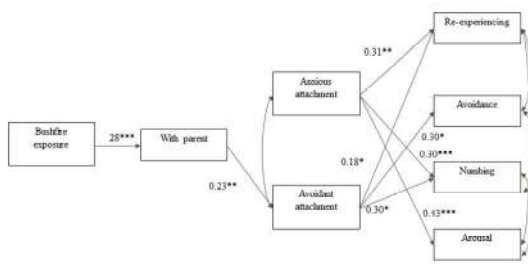 Re-experiencing
0.31**
Anxious
attachment
Avoidance
Bushfire
exposure
28***
With parent
0.30*
0.30***
0.18*
Numbing
0.23**
Avoidant
attachment
0.30*
0.43***
Arousal